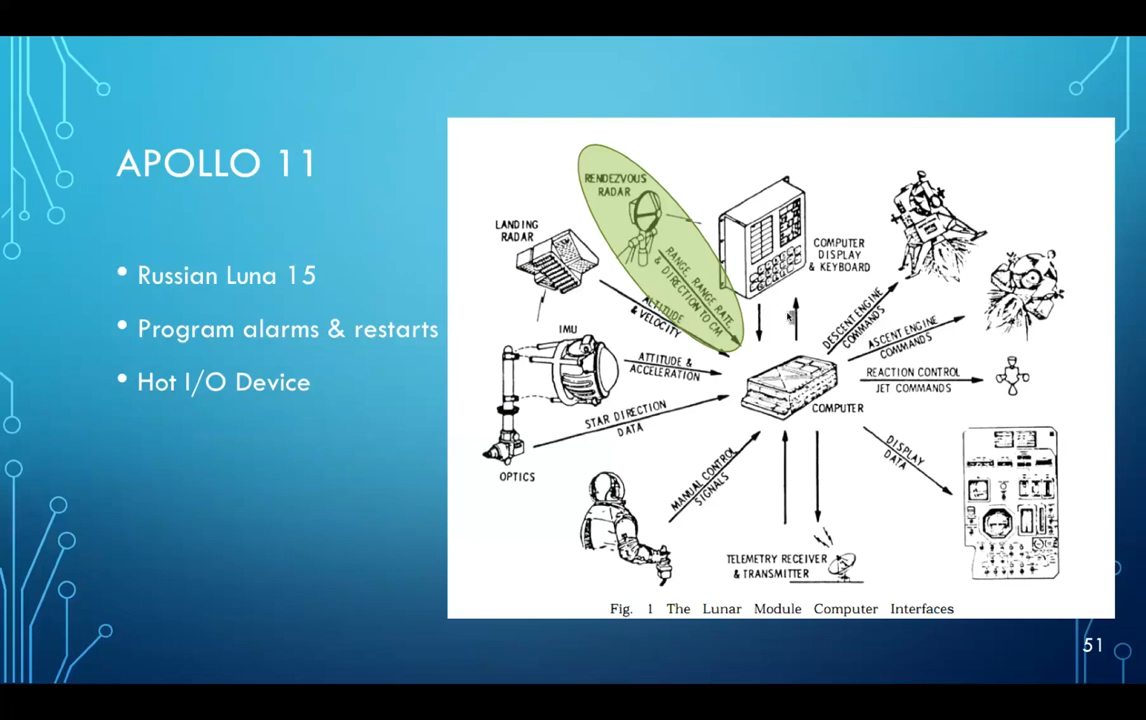 APOLLO 11
• Russian Luna 15
• Program alarms & restarts
• Hot I/O Device
RENDEZVOUS
RADAR
RANGE, RANGE RATE,
& DIRECTION TO CM
LANDING
RADAR
ALTITUDE
& VELOCITY
COMPUTER
DISPLAY
& KEYBOARD
IMU
ATTITUDE &
ACCELERATION
STAR DIRECTION
DATA
OPTICS
DESCENT ENGINE
COMMANDS
ASCENT ENGINE
COMMANDS
REACTION CONTROL
JET COMMANDS
COMPUTER
DISPLAY
DATA
MANUAL CONTROL
SIGNALS
TELEMETRY RECEIVER
& TRANSMITTER
Fig. 1 The Lunar Module Computer Interfaces
51